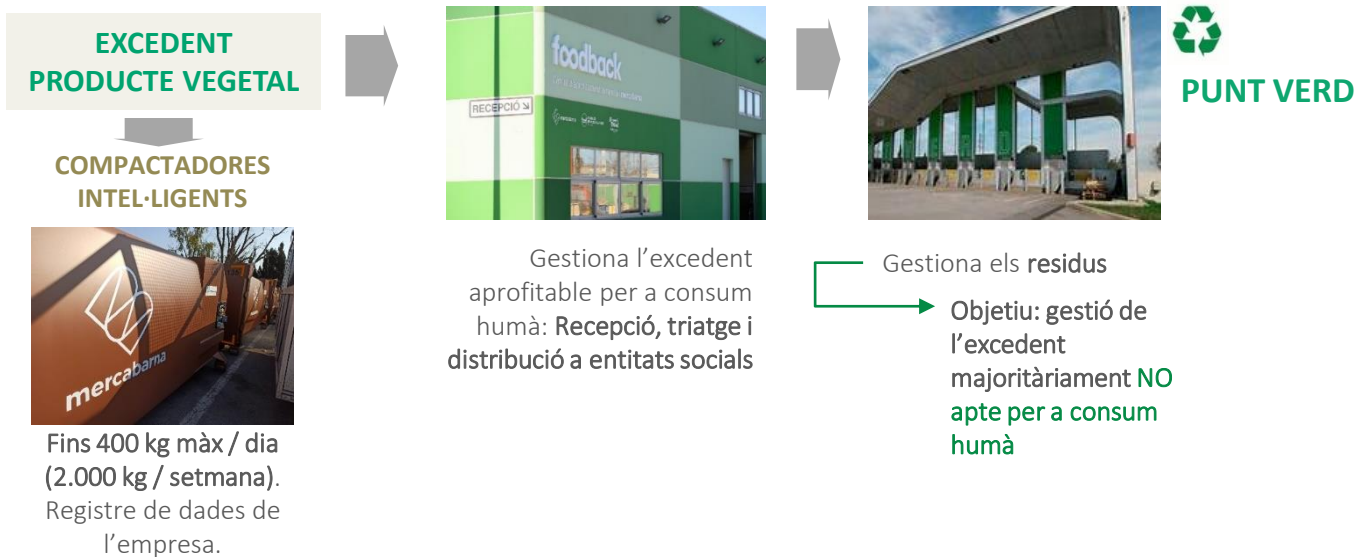 EXCEDENT
PRODUCTE VEGETAL
COMPACTADORES
INTEL·LIGENTS
mercabarna
Fins 400 kg màx / dia
(2.000 kg / setmana).
Registre de dades de
l’empresa.
foodback
RECEPCIÓ
Gestiona l’excedent
aprofitable per a consum
humà: Recepció, triatge i
distribució a entitats socials
PUNT VERD
Gestiona els residus
Objetiu: gestió de
l’excedent
majoritàriament NO
apte per a consum
humà